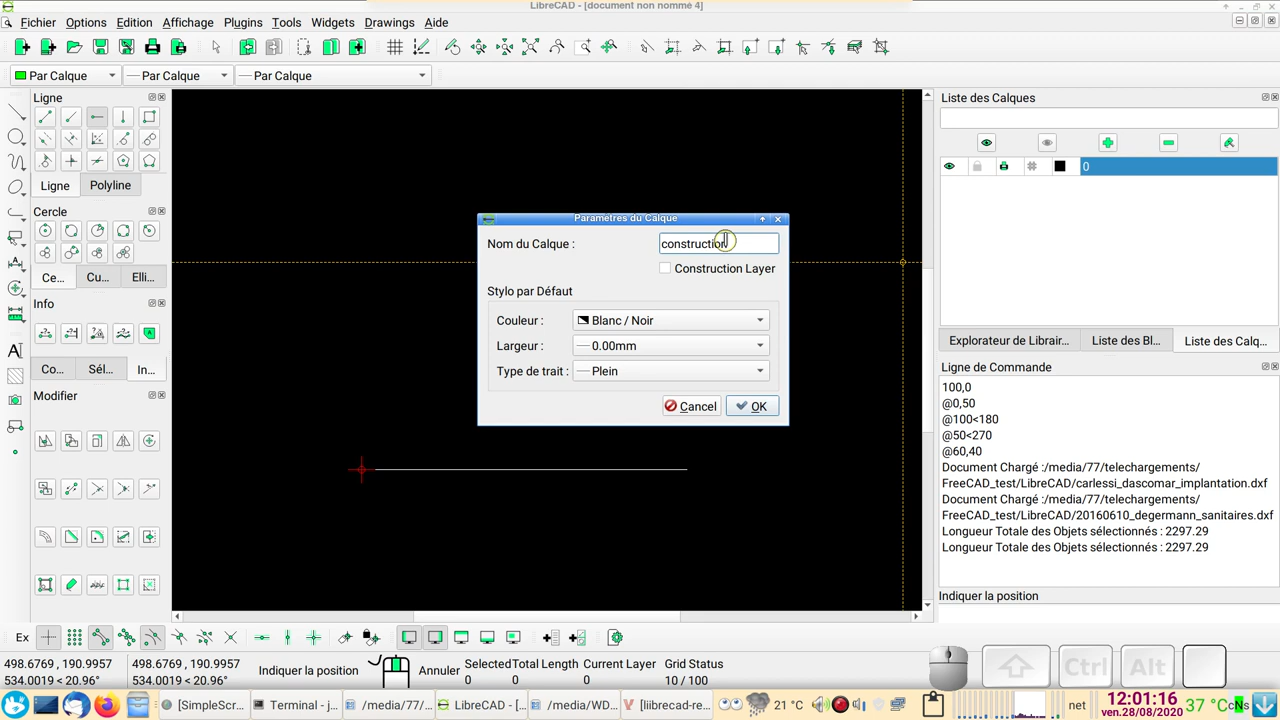 LibreCAD - [document non nommé 4]
Fichier Options Edition Affichage Plugins Tools Widgets Drawings Aide
Par Calque Par Calque Par Calque
Ligne
Ligne Polyline
Cercle
Ce... Cu... Elli...
Info
Co... Sél... In...
Modifier
Paramètres du Calque
Nom du Calque : construction
Construction Layer
Stylo par Défaut
Couleur : Blanc / Noir
Largeur : 0.00mm
Type de trait : Plein
Cancel OK
Liste des Calques
0
Explorateur de Librair... Liste des Bl... Liste des Calq...
Ligne de Commande
100,0
@0,50
@100<180
@50<270
@60,40
Document Chargé :/media/77/telechargements/
FreeCAD_test/LibreCAD/carlessi_dascomar_implantation.dxf
Document Chargé :/media/77/telechargements/
FreeCAD_test/LibreCAD/20160610_degermann_sanitaires.dxf
Longueur Totale des Objets sélectionnés : 2297.29
Longueur Totale des Objets sélectionnés : 2297.29
Indiquer la position
Ex
498.6769 , 190.9957 498.6769 , 190.9957 Indiquer la position Annuler Selected Total Length Current Layer Grid Status
534.0019 < 20.96° 534.0019 < 20.96° 0 0 0 10 / 100
Alt
[SimpleScr... Terminal - [... /media/77/... LibreCAD - [... /media/WD... [librecad-re... 21 °C net 12:01:16 37 °C
ven.28/08/2020